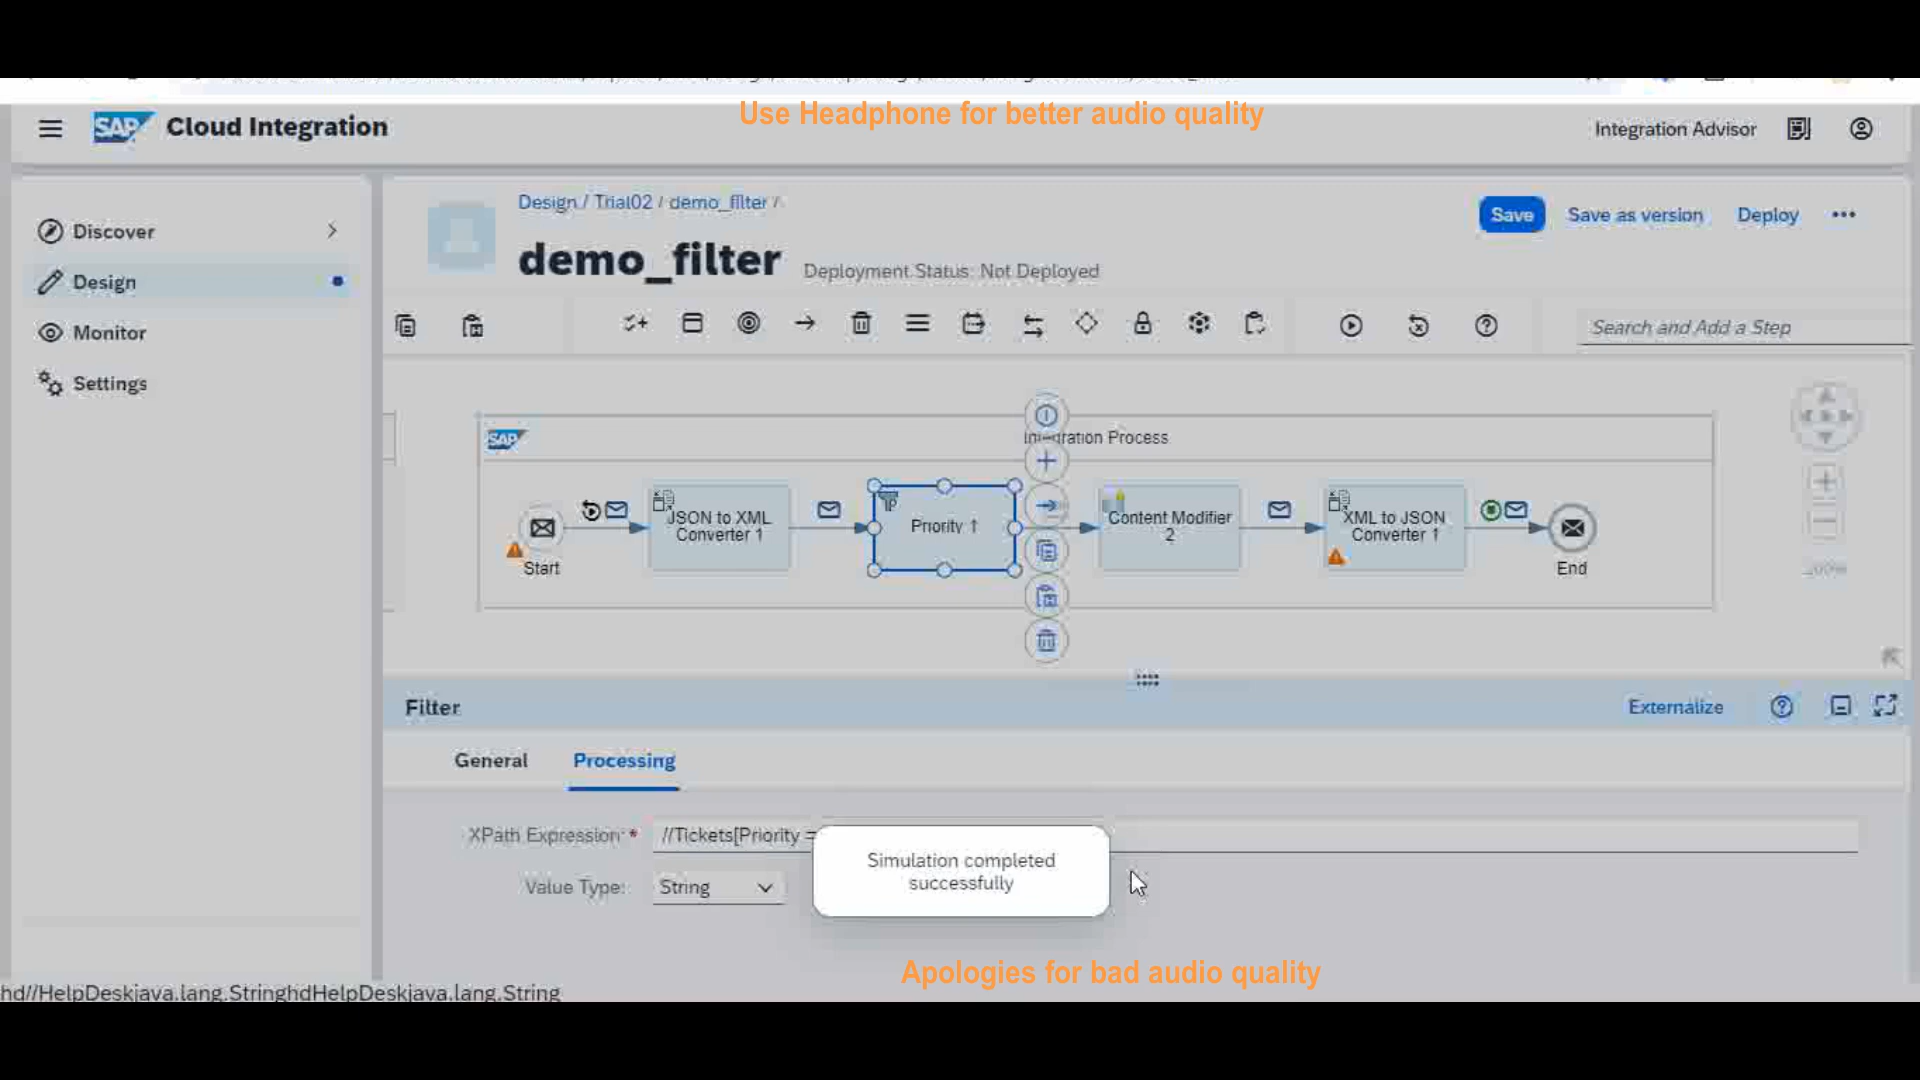 Use Headphone for better audio quality
SAP Cloud Integration
Integration Advisor
Discover
Design
Monitor
Settings
Design / Trial02 / demo_filter /
demo_filter
Deployment Status: Not Deployed
Save
Save as version
Deploy
Search and Add a Step
SAP
Integration Process
Start
JSON to XML
Converter 1
Priority 1
Content Modifier
2
XML to JSON
Converter 1
End
Filter
Externalize
General
Processing
XPath Expression: *
//Tickets[Priority =
Value Type:
String
Simulation completed
successfully
Apologies for bad audio quality
hd//HelpDeskjava.lang.StringhdHelpDeskjava.lang.String